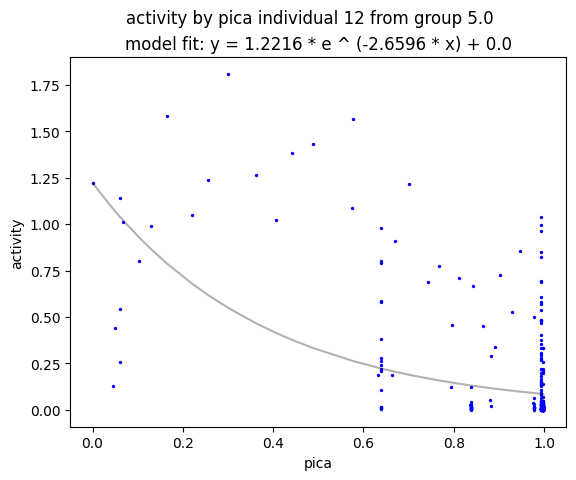 activity by pica individual 12 from group 5.0
model fit: y = 1.2216 * e ^ (-2.6596 * x) + 0.0
1.75
1.50
1.25
1.00
0.75
0.50
0.25
0.00
activity
0.0 0.2 0.4 0.6 0.8 1.0
pica